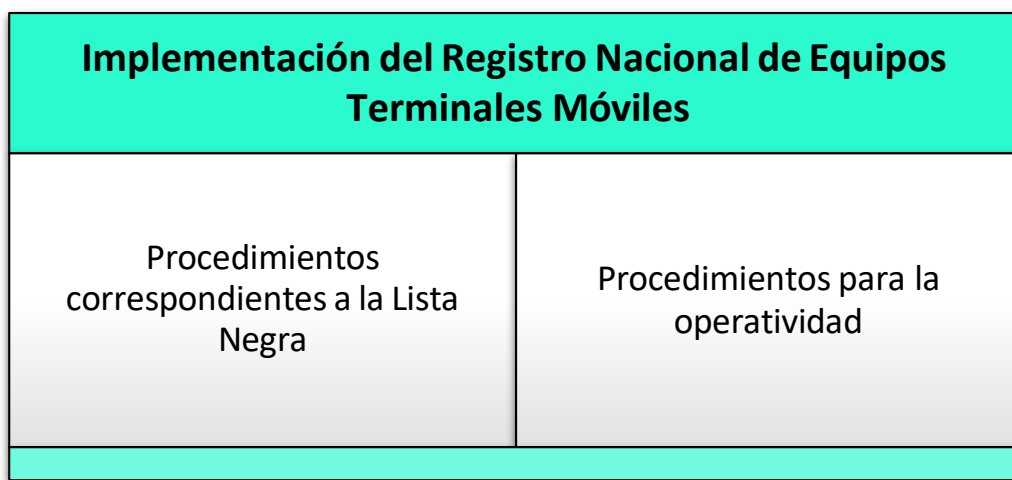 Implementación del Registro Nacional de Equipos
Terminales Móviles
Procedimientos
correspondientes a la Lista
Negra
Procedimientos para la
operatividad